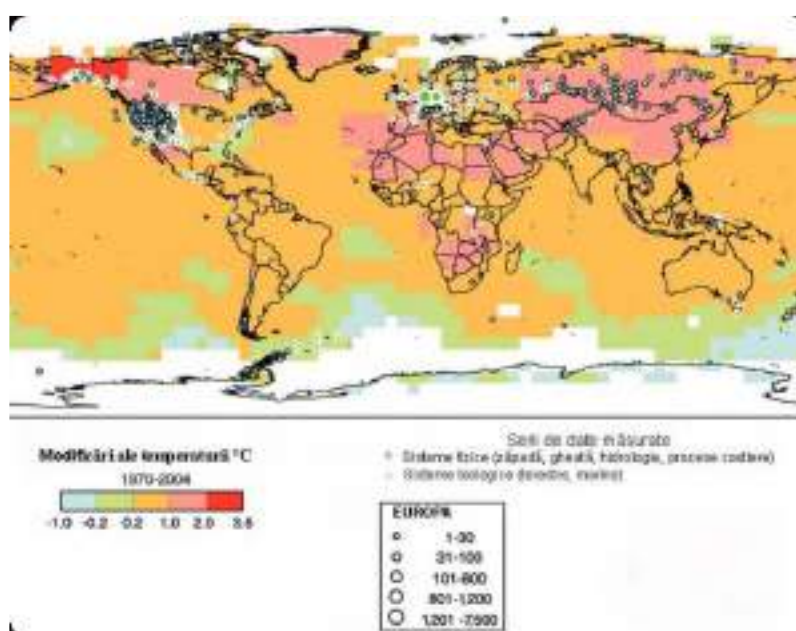 Modificări ale temperatură °C
1970-2004
-1.0 -0.2 0.2 1.0 2.0 3.5
Serii de date măsurate
Sisteme fizice (zăpadă, gheată, hidrologie, procese costiere)
Sisteme biologice (terestre, marine)
EUROPA
1-30
31-100
101-800
801-1,200
1,201 -7,500